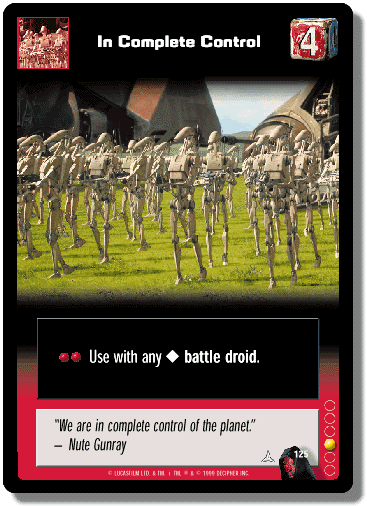 In Complete Control
4
Use with any ◆ battle droid.
"We are in complete control of the planet."
– Nute Gunray
125
© LUCASFILM LTD. & TM. ® & © 1999 DECIPHER INC.